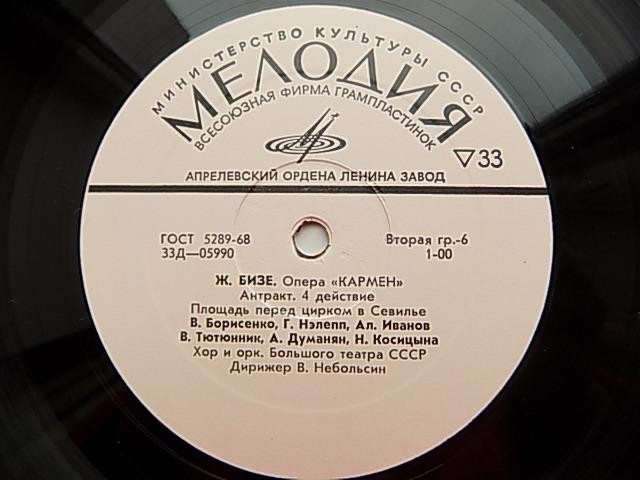 МИНИСТЕРСТВО КУЛЬТУРЫ СССР
МЕЛОДИЯ
ВСЕСОЮЗНАЯ ФИРМА ГРАМПЛАСТИНОК
▽33
АПРЕЛЕВСКИЙ ОРДЕНА ЛЕНИНА ЗАВОД
ГОСТ 5289-68 Вторая гр.-6
33Д—05990 1-00
Ж. БИЗЕ. Опера «КАРМЕН»
Антракт. 4 действие
Площадь перед цирком в Севилье
В. Борисенко, Г. Нэлепп, Ал. Иванов
В. Тютюнник, А. Думанян, Н. Косицына
Хор и орк. Большого театра СССР
Дирижер В. Небольсин